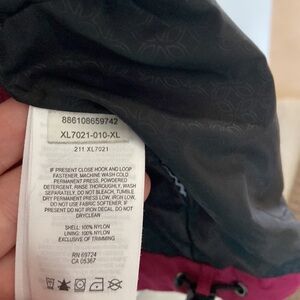 886108659742
XL7021-010-XL
211 XL7021
IF PRESENT CLOSE HOOK AND LOOP
FASTENER, MACHINE WASH COLD
PERMANENT PRESS, POWDERED
DETERGENT, RINSE THOROUGHLY, WASH
SEPARATELY, DO NOT BLEACH, TUMBLE
DRY LOW PERMANENT PRESS, DO NOT
IRON, DO NOT USE FABRIC SOFTENER. IF
PRESENT DO NOT IRON DECAL, DO NOT
DRYCLEAN
SHELL: 100% NYLON
LINING: 100% NYLON
EXCLUSIVE OF TRIMMING
RN 69724
CA 05367